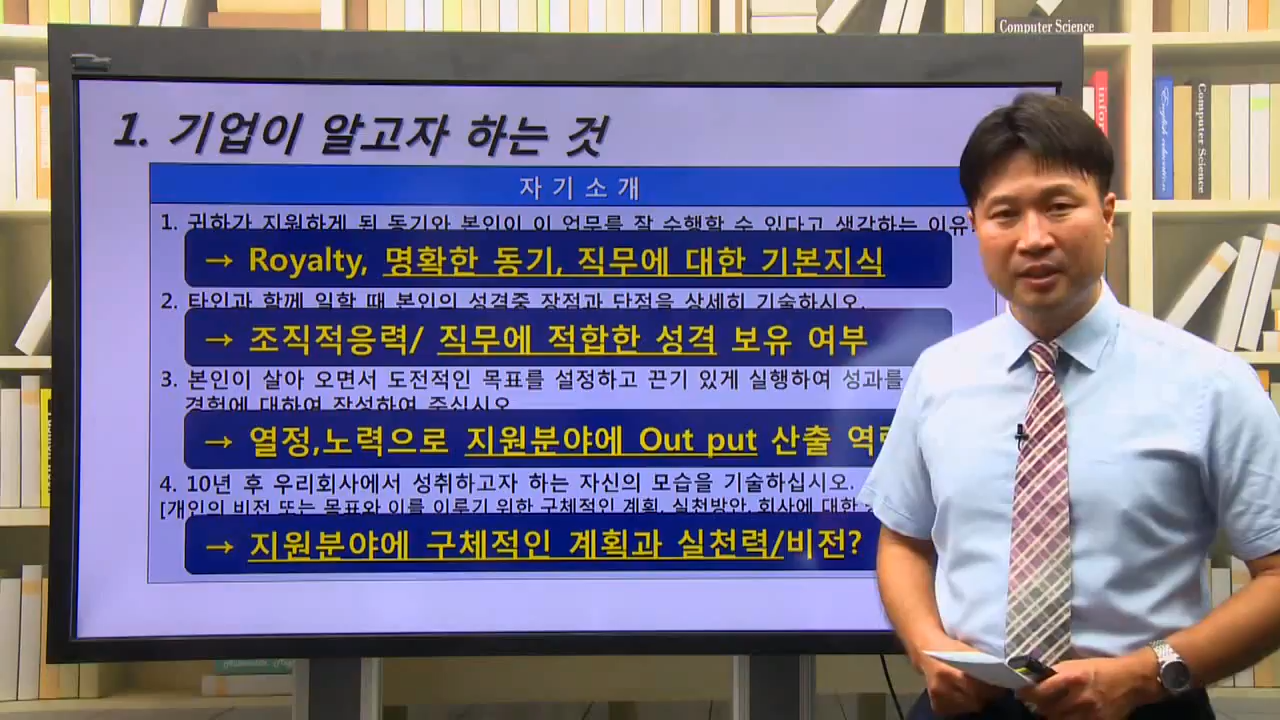 Computer Science
infor
English education
Computer Science
1. 기업이 알고자 하는 것
자 기 소 개
1. 귀하가 지원하게 된 동기와 본인이 이 업무를 잘 수행할 수 있다고 생각하는 이유
→ Royalty, 명확한 동기, 직무에 대한 기본지식
2. 타인과 함께 일할 때 본인의 성격중 장점과 단점을 상세히 기술하시오.
→ 조직적응력/ 직무에 적합한 성격 보유 여부
3. 본인이 살아 오면서 도전적인 목표를 설정하고 끈기 있게 실행하여 성과를
경험에 대하여 작성하여 주십시오
→ 열정,노력으로 지원분야에 Out put 산출
4. 10년 후 우리회사에서 성취하고자 하는 자신의 모습을 기술하십시오.
[개인의 비전 또는 목표와 이를 이루기 위한 구체적인 계획, 실천방안, 회사에 대한
→ 지원분야에 구체적인 계획과 실천력/비전?